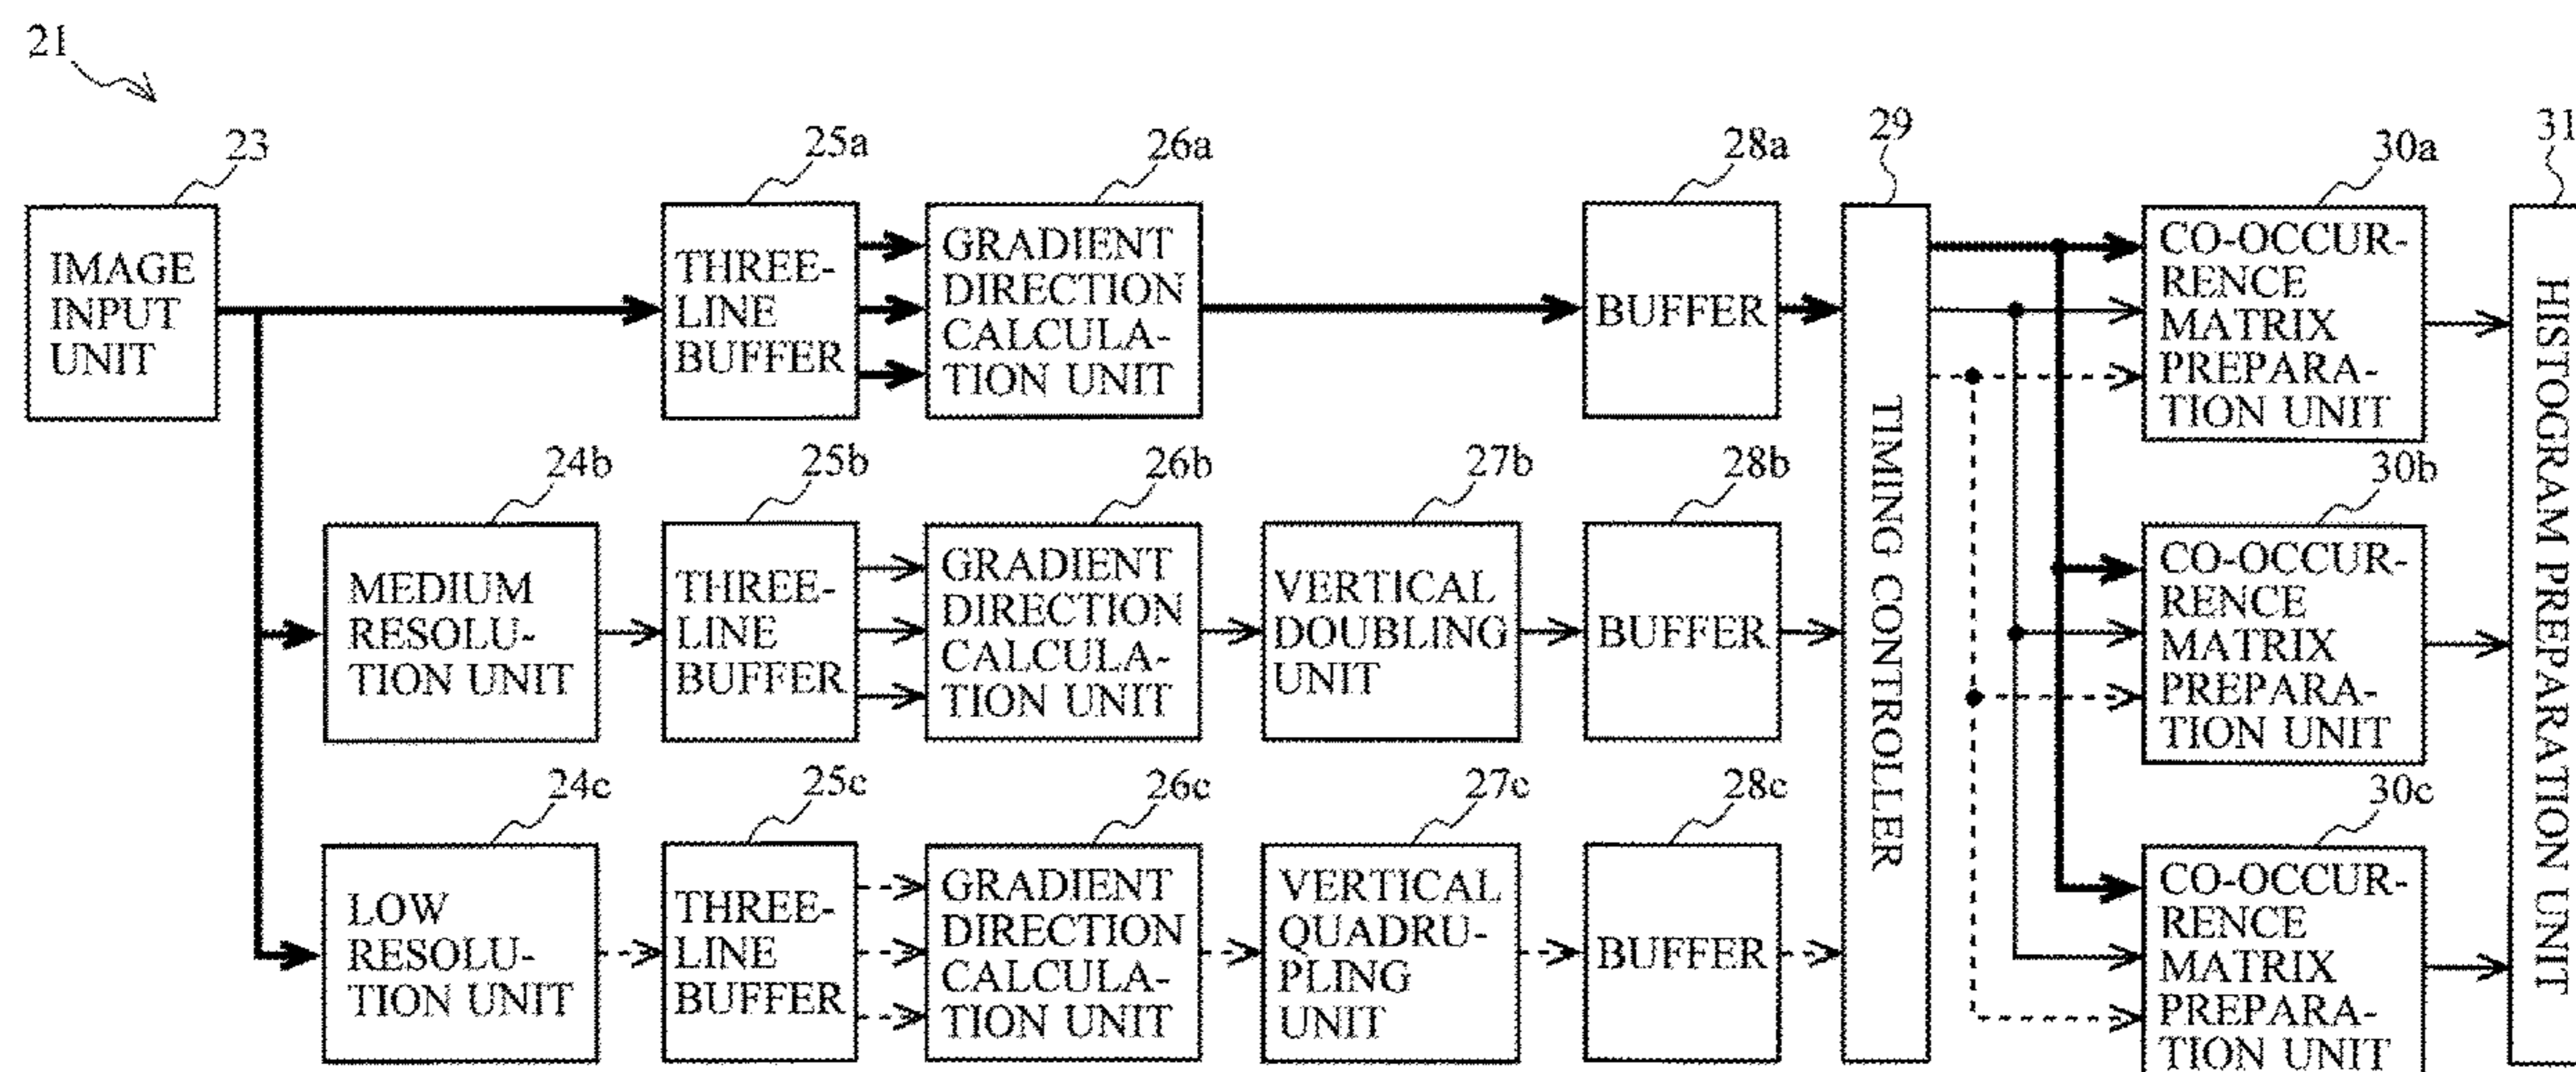 21
23
25a
26a
28a
29
30a
31
IMAGE
INPUT
UNIT
THREE-
LINE
BUFFER
GRADIENT
DIRECTION
CALCULA-
TION UNIT
BUFFER
TIMING CONTROLLER
CO-OCCUR-
RENCE
MATRIX
PREPARA-
TION UNIT
HISTOGRAM PREPARATION UNIT
24b
25b
26b
27b
28b
30b
MEDIUM
RESOLU-
TION UNIT
THREE-
LINE
BUFFER
GRADIENT
DIRECTION
CALCULA-
TION UNIT
VERTICAL
DOUBLING
UNIT
BUFFER
CO-OCCUR-
RENCE
MATRIX
PREPARA-
TION UNIT
24c
25c
26c
27c
28c
30c
LOW
RESOLU-
TION UNIT
THREE-
LINE
BUFFER
GRADIENT
DIRECTION
CALCULA-
TION UNIT
VERTICAL
QUADRU-
PLING
UNIT
BUFFER
CO-OCCUR-
RENCE
MATRIX
PREPARA-
TION UNIT